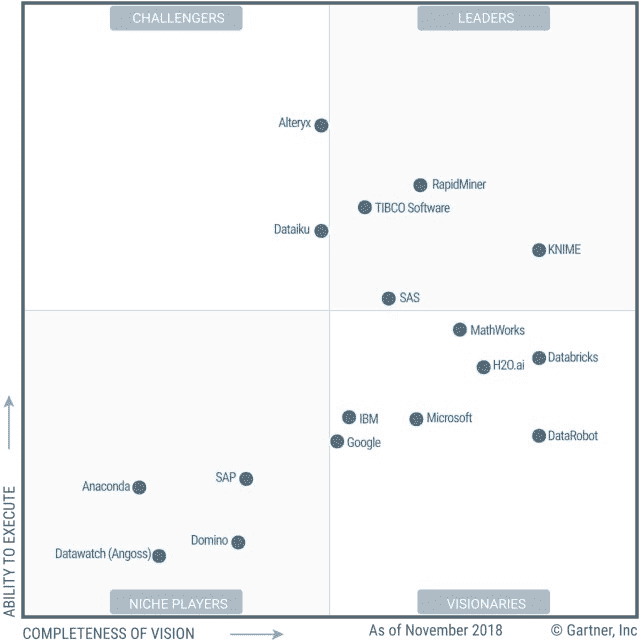 CHALLENGERS
LEADERS
Alteryx
RapidMiner
TIBCO Software
Dataiku
KNIME
SAS
MathWorks
Databricks
H2O.ai
IBM
Microsoft
Google
DataRobot
SAP
Anaconda
Domino
Datawatch (Angoss)
NICHE PLAYERS
VISIONARIES
ABILITY TO EXECUTE
COMPLETENESS OF VISION
As of November 2018
© Gartner, Inc